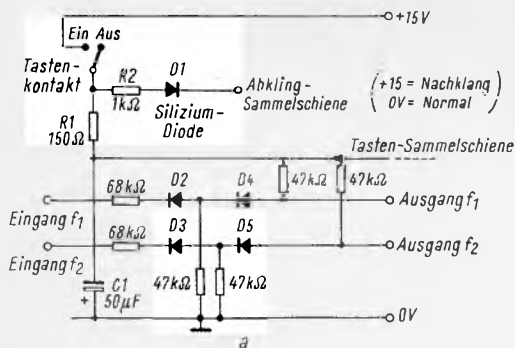 +15V
Ein Aus
Tasten-
kontakt
R2
1kΩ
D1
Silizium-
Diode
Abkling-
Sammelschiene
(+15 = Nachklang)
(0V = Normal)
R1
150Ω
Tasten-Sammelschiene
68kΩ
D2
D4
47kΩ
47kΩ
Eingang f1
Ausgang f1
68kΩ
D3
D5
Eingang f2
Ausgang f2
C1
50µF
+
47kΩ
47kΩ
0V
a